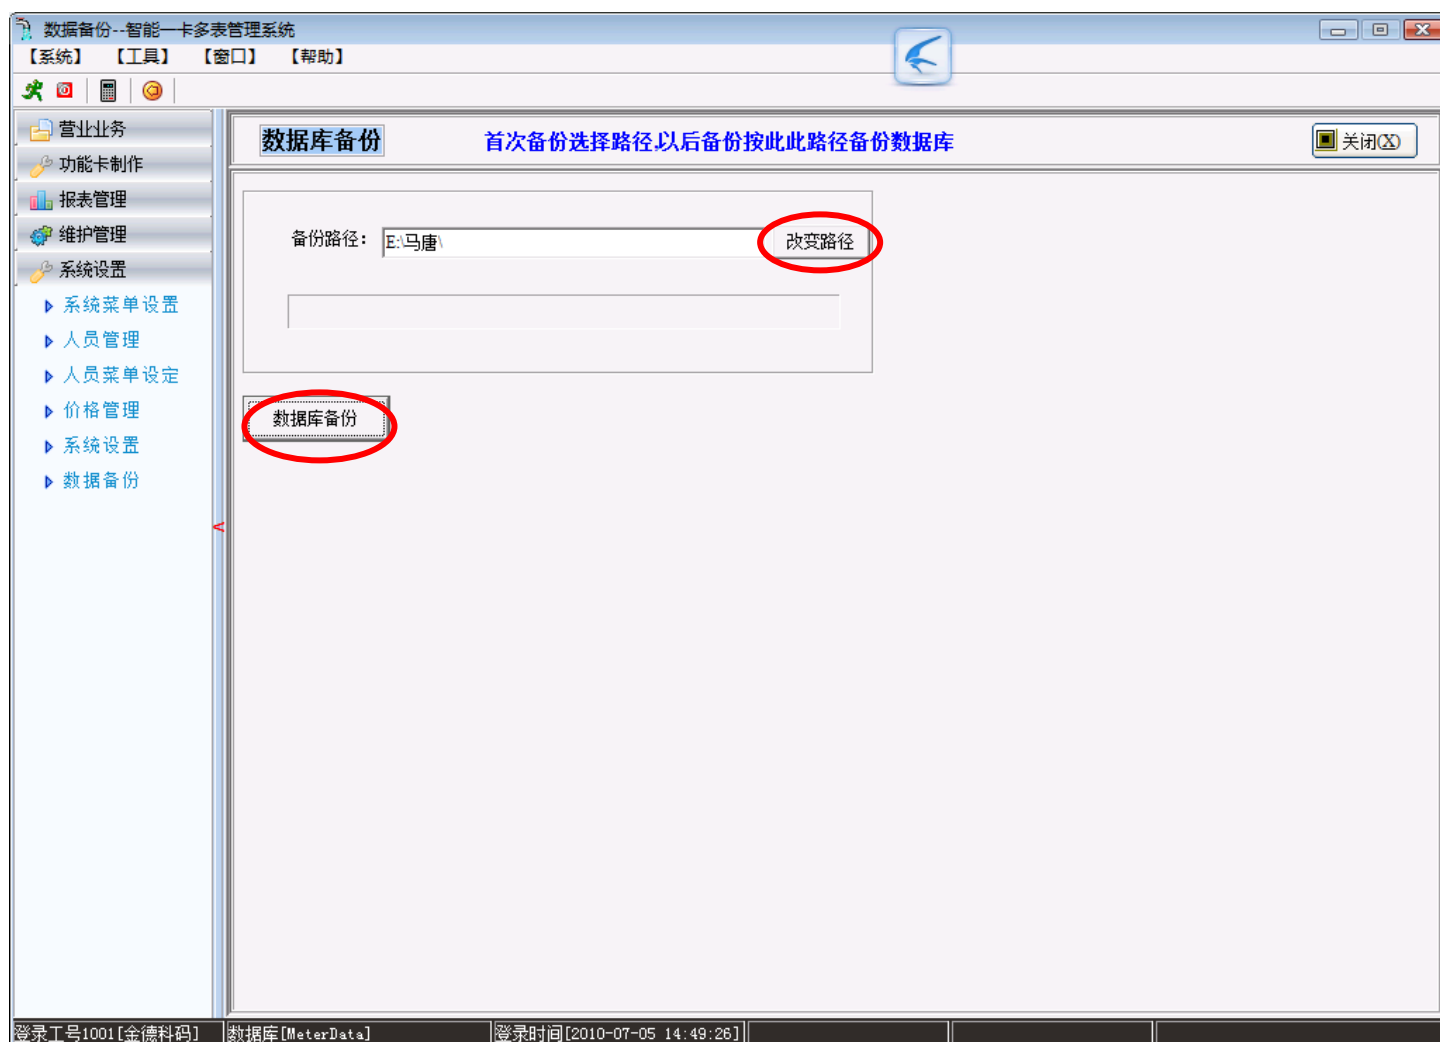 数据备份--智能一卡多表管理系统
【系统】 【工具】 【窗口】 【帮助】
营业业务
功能卡制作
报表管理
维护管理
系统设置
系统菜单设置
人员管理
人员菜单设定
价格管理
系统设置
数据备份
<
数据库备份 首次备份选择路径,以后备份按此此路径备份数据库 关闭(X)
备份路径： E:\马唐\ 改变路径
数据库备份
登录工号1001[金德科码] 数据库[MeterData] 登录时间[2010-07-05 14:49:26]